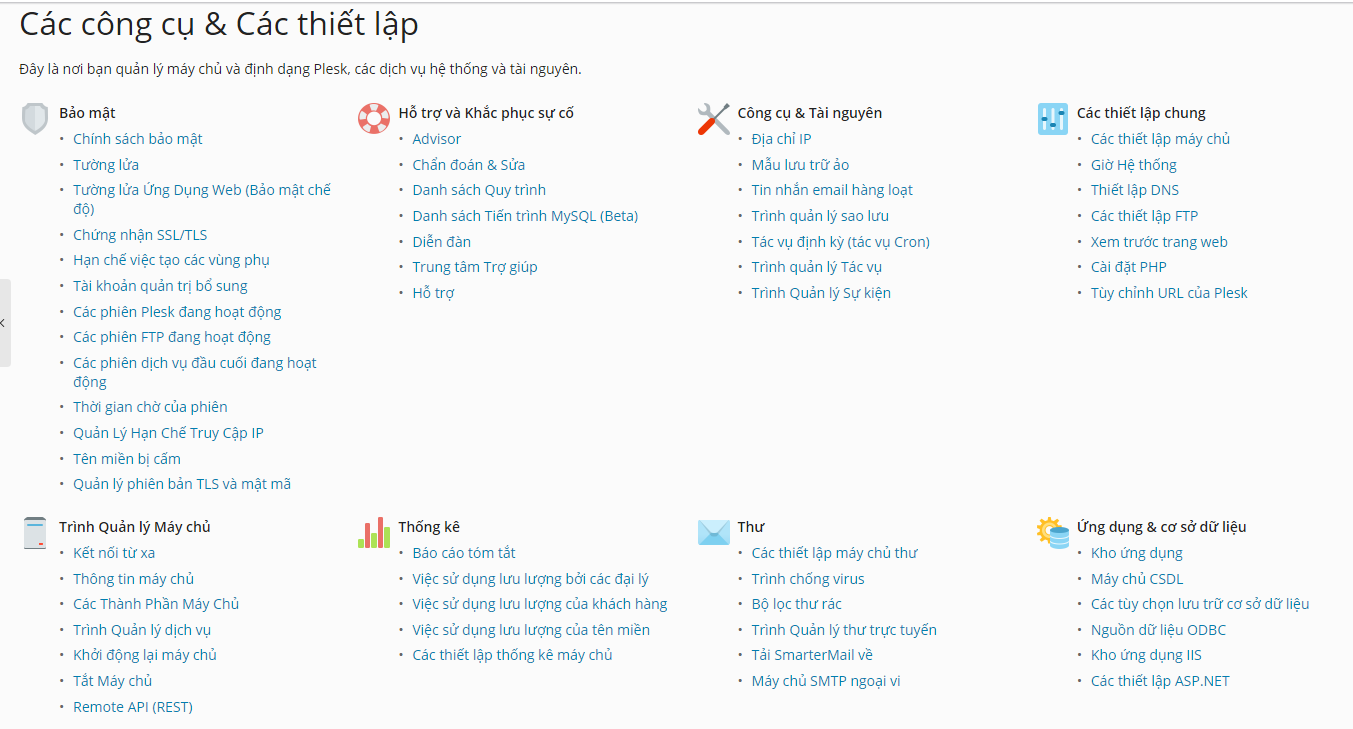 Các công cụ & Các thiết lập
Đây là nơi bạn quản lý máy chủ và định dạng Plesk, các dịch vụ hệ thống và tài nguyên.
Bảo mật
Chính sách bảo mật
Tường lửa
Tường lửa Ứng Dụng Web (Bảo mật chế
độ)
Chứng nhận SSL/TLS
Hạn chế việc tạo các vùng phụ
Tài khoản quản trị bổ sung
Các phiên Plesk đang hoạt động
Các phiên FTP đang hoạt động
Các phiên dịch vụ đầu cuối đang hoạt
động
Thời gian chờ của phiên
Quản Lý Hạn Chế Truy Cập IP
Tên miền bị cấm
Quản lý phiên bản TLS và mật mã
Hỗ trợ và Khắc phục sự cố
Advisor
Chẩn đoán & Sửa
Danh sách Quy trình
Danh sách Tiến trình MySQL (Beta)
Diễn đàn
Trung tâm Trợ giúp
Hỗ trợ
Công cụ & Tài nguyên
Địa chỉ IP
Mẫu lưu trữ ảo
Tin nhắn email hàng loạt
Trình quản lý sao lưu
Tác vụ định kỳ (tác vụ Cron)
Trình quản lý Tác vụ
Trình Quản lý Sự kiện
Các thiết lập chung
Các thiết lập máy chủ
Giờ Hệ thống
Thiết lập DNS
Các thiết lập FTP
Xem trước trang web
Cài đặt PHP
Tùy chỉnh URL của Plesk
Trình Quản lý Máy chủ
Kết nối từ xa
Thông tin máy chủ
Các Thành Phần Máy Chủ
Trình Quản lý dịch vụ
Khởi động lại máy chủ
Tắt Máy chủ
Remote API (REST)
Thống kê
Báo cáo tóm tắt
Việc sử dụng lưu lượng bởi các đại lý
Việc sử dụng lưu lượng của khách hàng
Việc sử dụng lưu lượng của tên miền
Các thiết lập thống kê máy chủ
Thư
Các thiết lập máy chủ thư
Trình chống virus
Bộ lọc thư rác
Trình Quản lý thư trực tuyến
Tải SmarterMail về
Máy chủ SMTP ngoại vi
Ứng dụng & cơ sở dữ liệu
Kho ứng dụng
Máy chủ CSDL
Các tùy chọn lưu trữ cơ sở dữ liệu
Nguồn dữ liệu ODBC
Kho ứng dụng IIS
Các thiết lập ASP.NET